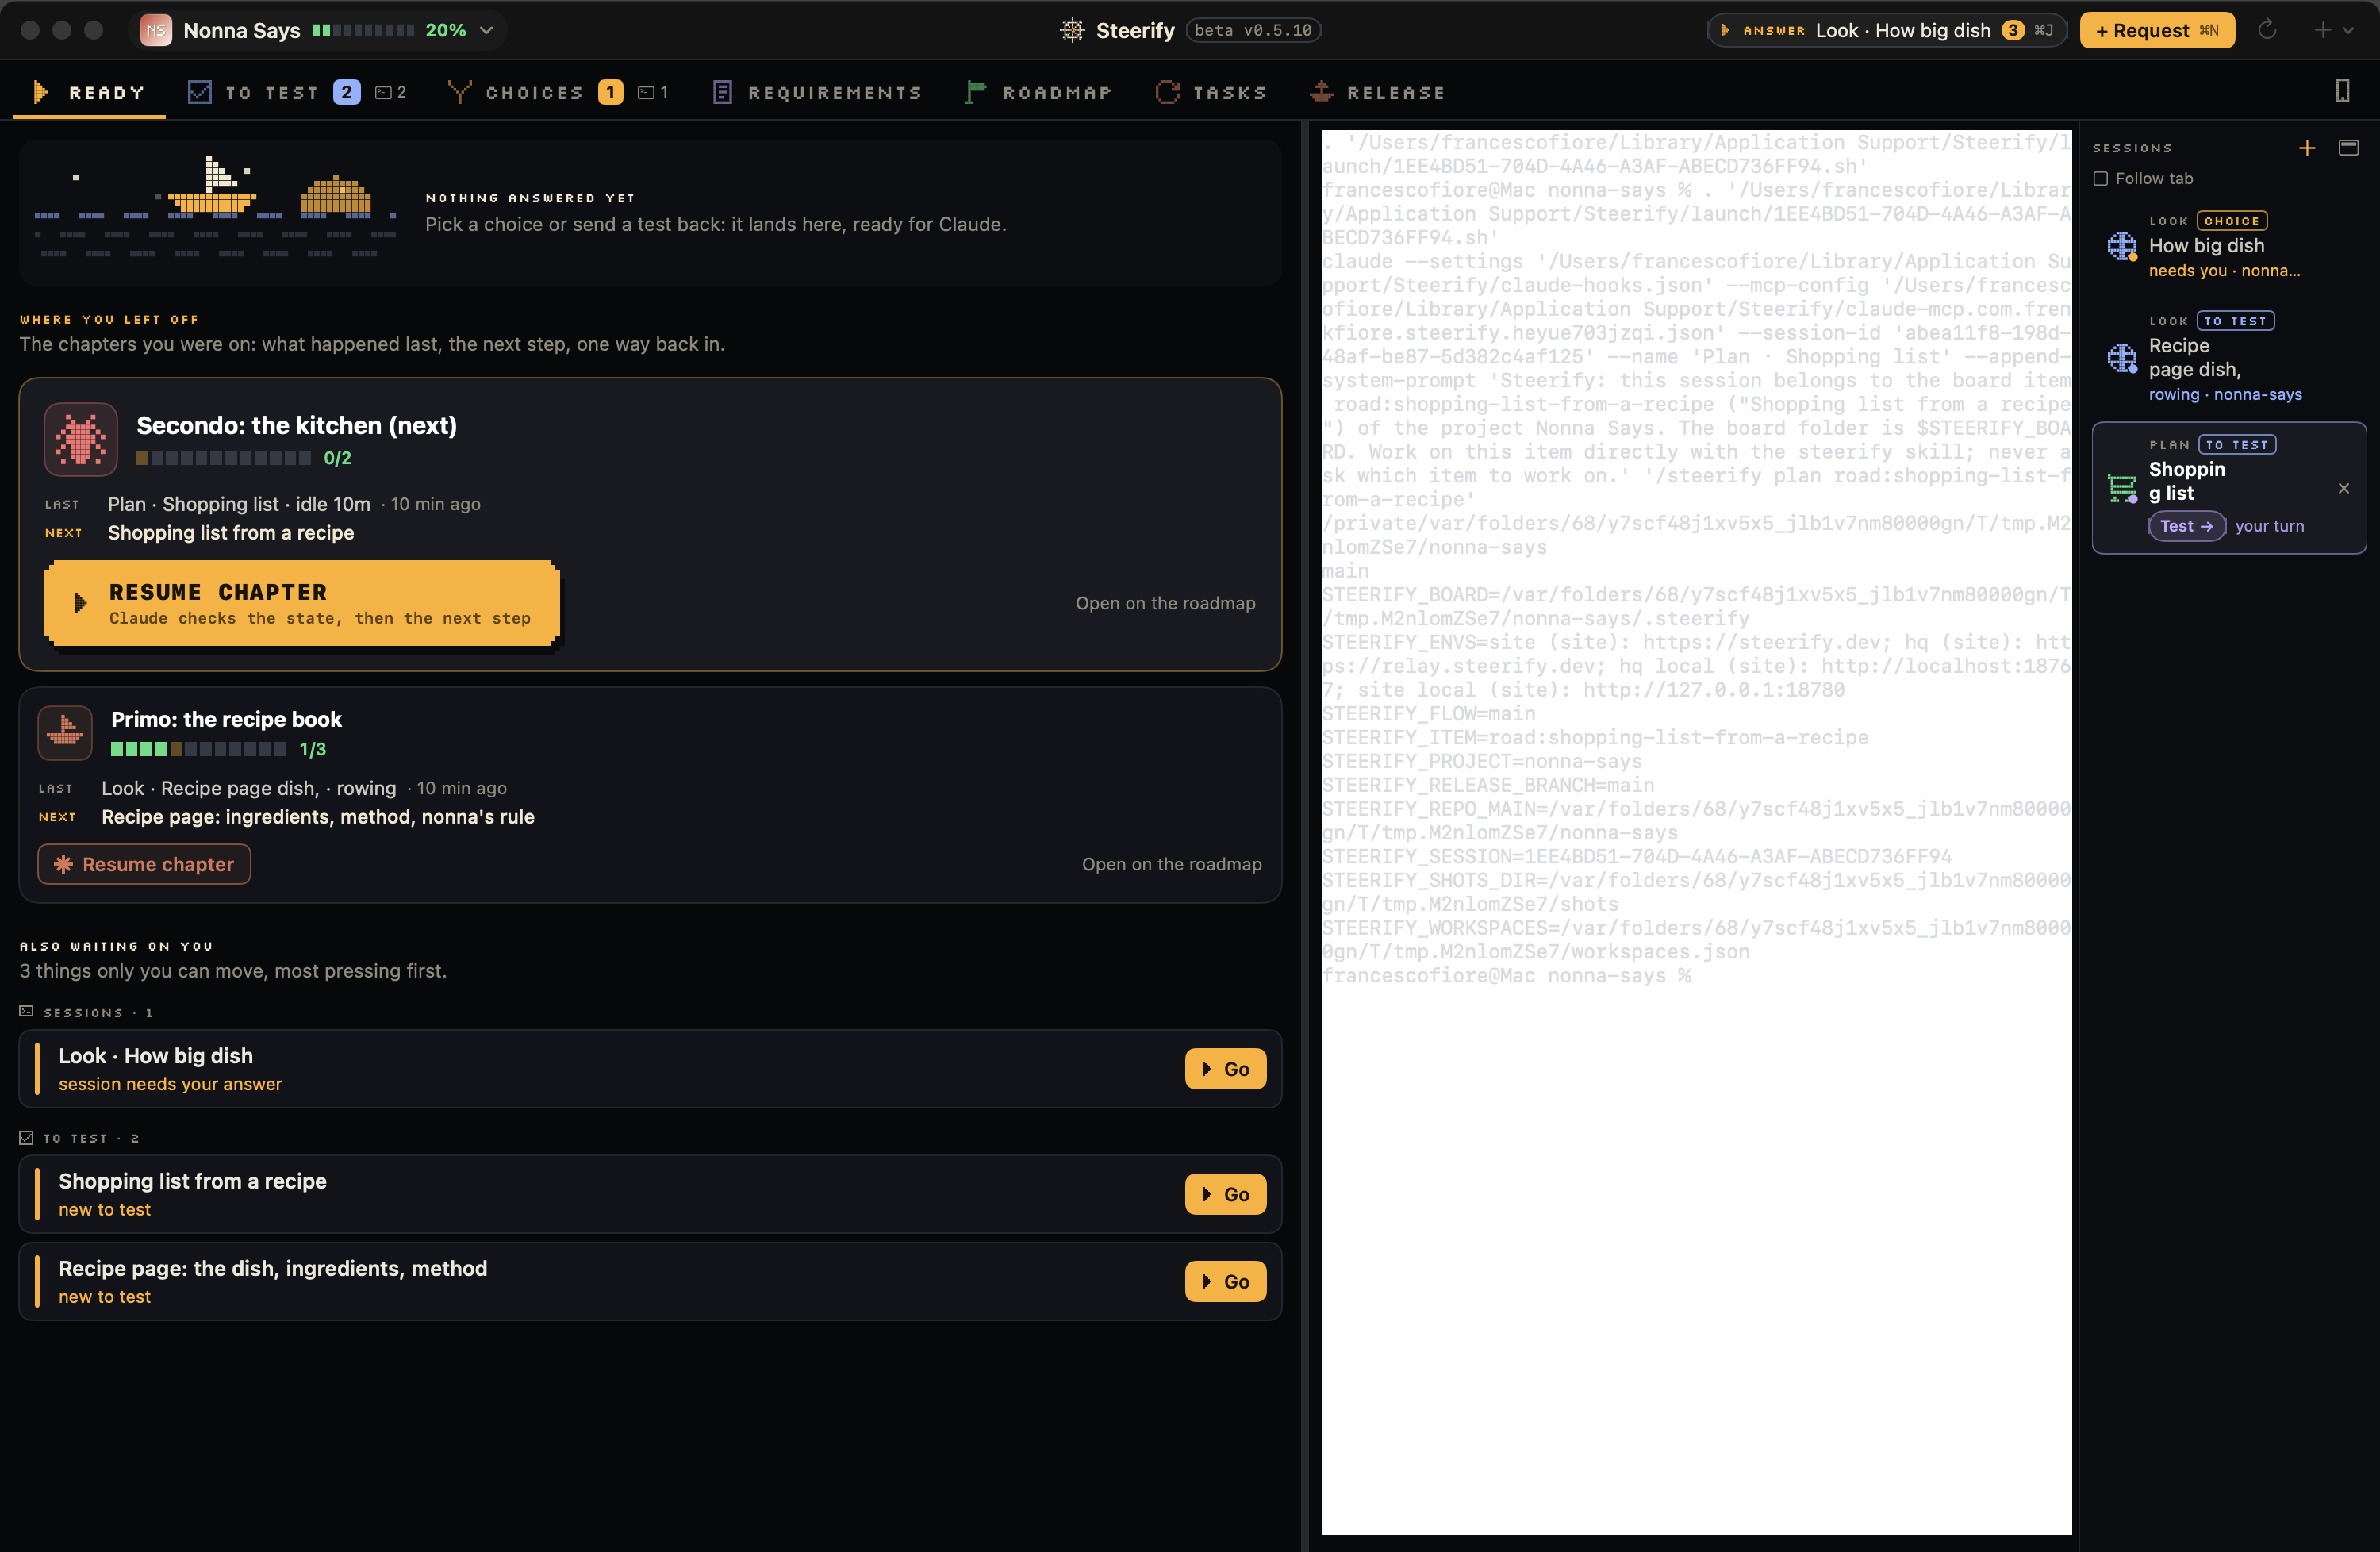 NS Nonna Says 20%
Steerify beta v0.5.10
ANSWER Look · How big dish 3 ⌘J
+ Request ⌘N
READY
TO TEST 2 2
CHOICES 1 1
REQUIREMENTS
ROADMAP
TASKS
RELEASE
NOTHING ANSWERED YET
Pick a choice or send a test back: it lands here, ready for Claude.
WHERE YOU LEFT OFF
The chapters you were on: what happened last, the next step, one way back in.
Secondo: the kitchen (next)
0/2
LAST Plan · Shopping list · idle 10m · 10 min ago
NEXT Shopping list from a recipe
RESUME CHAPTER
Claude checks the state, then the next step
Open on the roadmap
Primo: the recipe book
1/3
LAST Look · Recipe page dish, · rowing · 10 min ago
NEXT Recipe page: ingredients, method, nonna's rule
Resume chapter
Open on the roadmap
ALSO WAITING ON YOU
3 things only you can move, most pressing first.
SESSIONS · 1
Look · How big dish
session needs your answer
Go
TO TEST · 2
Shopping list from a recipe
new to test
Go
Recipe page: the dish, ingredients, method
new to test
Go
. '/Users/francescofiore/Library/Application Support/Steerify/l
aunch/1EE4BD51-704D-4A46-A3AF-ABECD736FF94.sh'
francescofiore@Mac nonna-says % . '/Users/francescofiore/Librar
y/Application Support/Steerify/launch/1EE4BD51-704D-4A46-A3AF-A
BECD736FF94.sh'
claude --settings '/Users/francescofiore/Library/Application Su
pport/Steerify/claude-hooks.json' --mcp-config '/Users/francesc
ofiore/Library/Application Support/Steerify/claude-mcp.com.fren
kfiore.steerify.heyue703jzqi.json' --session-id 'abea11f8-198d-
48af-be87-5d382c4af125' --name 'Plan · Shopping list' --append-
system-prompt 'Steerify: this session belongs to the board item
road:shopping-list-from-a-recipe ("Shopping list from a recipe
") of the project Nonna Says. The board folder is $STEERIFY_BOA
RD. Work on this item directly with the steerify skill; never a
sk which item to work on.' '/steerify plan road:shopping-list-f
rom-a-recipe'
/private/var/folders/68/y7scf48j1xv5x5_jlb1v7nm80000gn/T/tmp.M2
nlomZSe7/nonna-says
main
STEERIFY_BOARD=/var/folders/68/y7scf48j1xv5x5_jlb1v7nm80000gn/T
/tmp.M2nlomZSe7/nonna-says/.steerify
STEERIFY_ENVS=site (site): https://steerify.dev; hq (site): htt
ps://relay.steerify.dev; hq local (site): http://localhost:1876
7; site local (site): http://127.0.0.1:18780
STEERIFY_FLOW=main
STEERIFY_ITEM=road:shopping-list-from-a-recipe
STEERIFY_PROJECT=nonna-says
STEERIFY_RELEASE_BRANCH=main
STEERIFY_REPO_MAIN=/var/folders/68/y7scf48j1xv5x5_jlb1v7nm80000
gn/T/tmp.M2nlomZSe7/nonna-says
STEERIFY_SESSION=1EE4BD51-704D-4A46-A3AF-ABECD736FF94
STEERIFY_SHOTS_DIR=/var/folders/68/y7scf48j1xv5x5_jlb1v7nm80000
gn/T/tmp.M2nlomZSe7/shots
STEERIFY_WORKSPACES=/var/folders/68/y7scf48j1xv5x5_jlb1v7nm8000
0gn/T/tmp.M2nlomZSe7/workspaces.json
francescofiore@Mac nonna-says %
SESSIONS
Follow tab
LOOK CHOICE
How big dish
needs you · nonna...
LOOK TO TEST
Recipe
page dish,
rowing · nonna-says
PLAN TO TEST
Shoppin
g list
Test → your turn